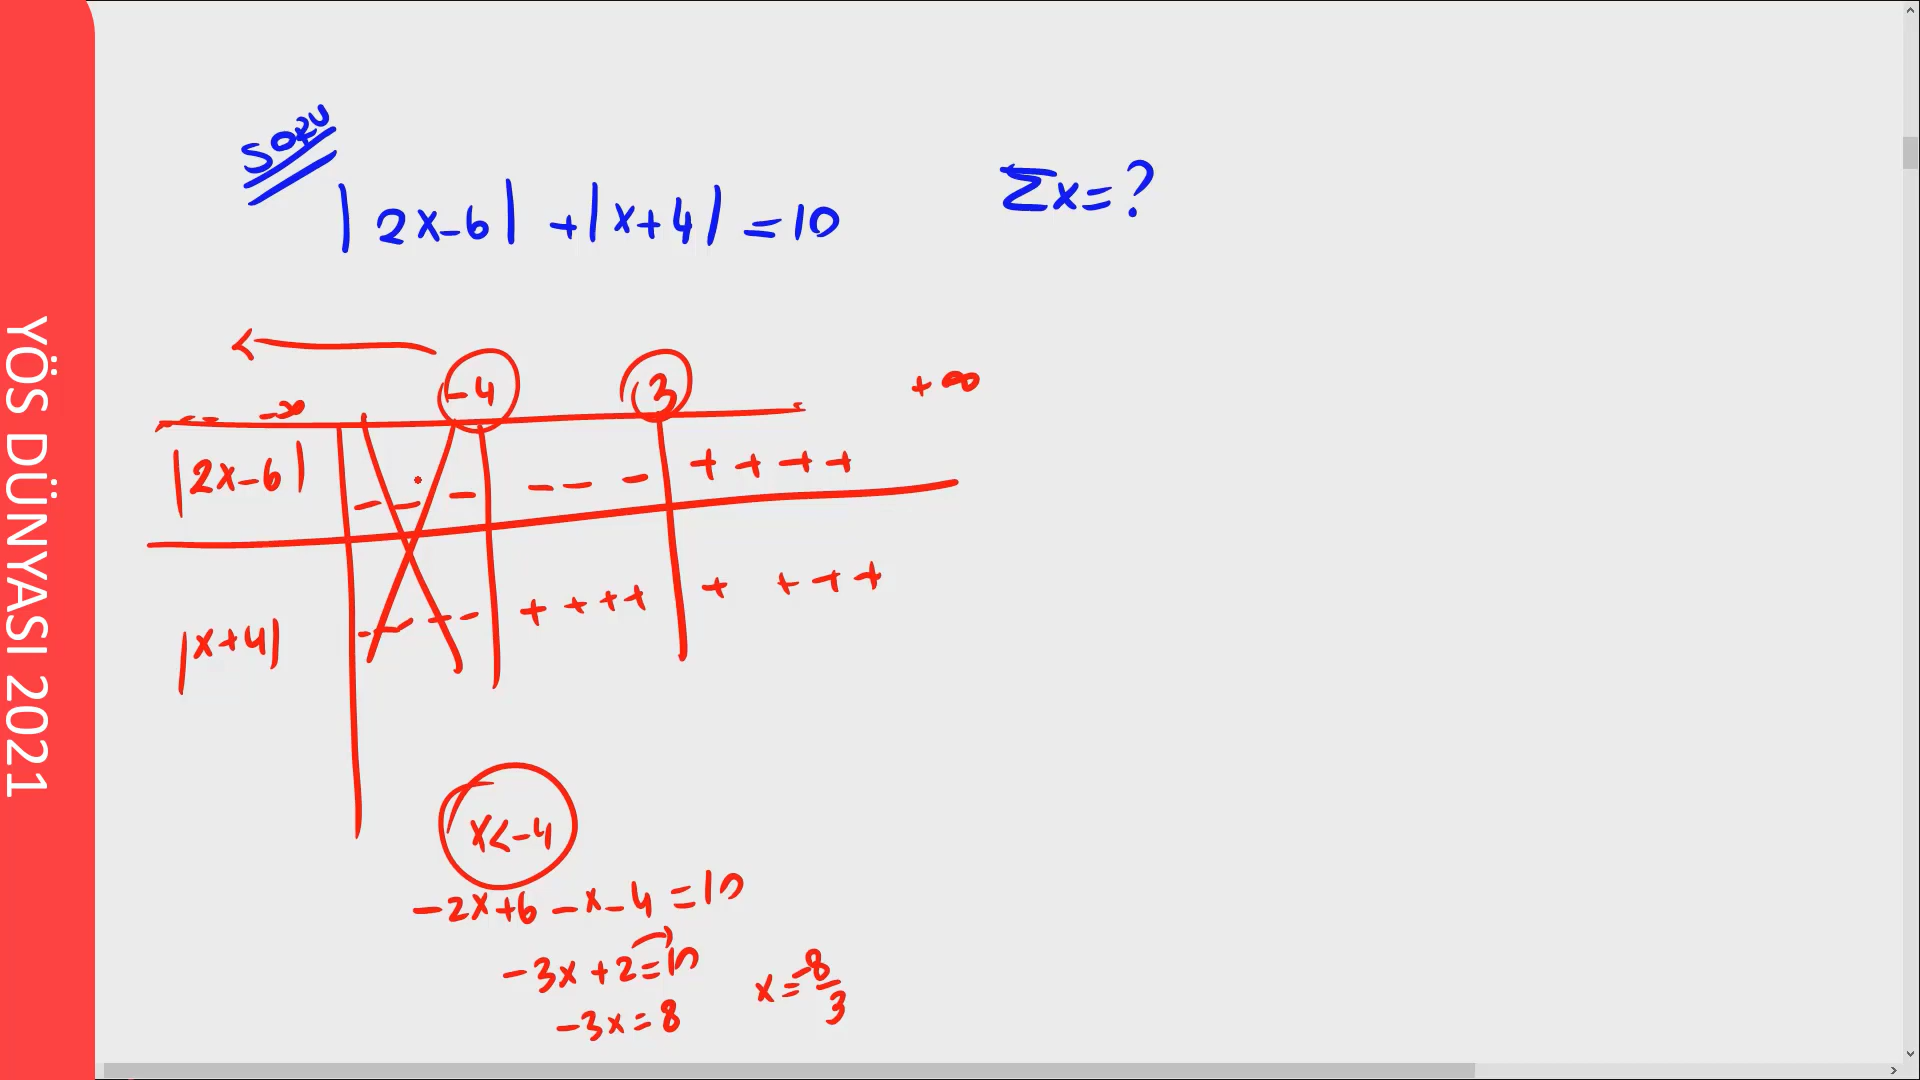 YÖS DÜNYASI 2021
SORU
|2x-6| + |x+4| = 10
Σx=?
-∞ -4 3 +∞
|2x-6| - - - - - - - + + + +
|x+4| - - - - + + + + + + + +
x<-4
-2x+6-x-4=10
-3x+2=10
-3x=8
x=-8/3